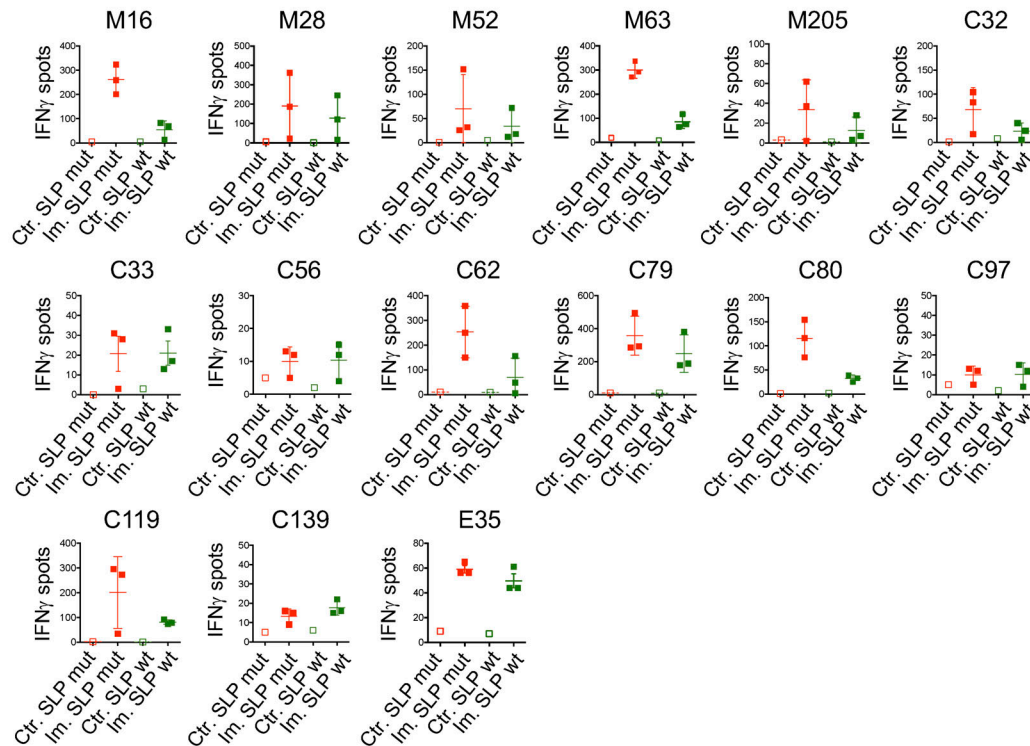 M16 M28 M52 M63 M205 C32
IFNγ spots IFNγ spots IFNγ spots IFNγ spots IFNγ spots IFNγ spots
400 500 200 400 100 200
300 400 150 300 80 150
200 300 100 200 60 100
100 200 50 100 40 50
0 100 0 0 20 0
0 0
Ctr. SLP mut Im. SLP mut Ctr. SLP wt Im. SLP wt Ctr. SLP mut Im. SLP mut Ctr. SLP wt Im. SLP wt Ctr. SLP mut Im. SLP mut Ctr. SLP wt Im. SLP wt Ctr. SLP mut Im. SLP mut Ctr. SLP wt Im. SLP wt Ctr. SLP mut Im. SLP mut Ctr. SLP wt Im. SLP wt Ctr. SLP mut Im. SLP mut Ctr. SLP wt Im. SLP wt
C33 C56 C62 C79 C80 C97
IFNγ spots IFNγ spots IFNγ spots IFNγ spots IFNγ spots IFNγ spots
50 30 400 600 200 50
40 20 300 400 150 40
30 10 200 200 100 30
20 0 100 0 50 20
10 0 0 10
0 0
Ctr. SLP mut Im. SLP mut Ctr. SLP wt Im. SLP wt Ctr. SLP mut Im. SLP mut Ctr. SLP wt Im. SLP wt Ctr. SLP mut Im. SLP mut Ctr. SLP wt Im. SLP wt Ctr. SLP mut Im. SLP mut Ctr. SLP wt Im. SLP wt Ctr. SLP mut Im. SLP mut Ctr. SLP wt Im. SLP wt Ctr. SLP mut Im. SLP mut Ctr. SLP wt Im. SLP wt
C119 C139 E35
IFNγ spots IFNγ spots IFNγ spots
400 50 80
300 40 60
200 30 40
100 20 20
0 10 0
0
Ctr. SLP mut Im. SLP mut Ctr. SLP wt Im. SLP wt Ctr. SLP mut Im. SLP mut Ctr. SLP wt Im. SLP wt Ctr. SLP mut Im. SLP mut Ctr. SLP wt Im. SLP wt